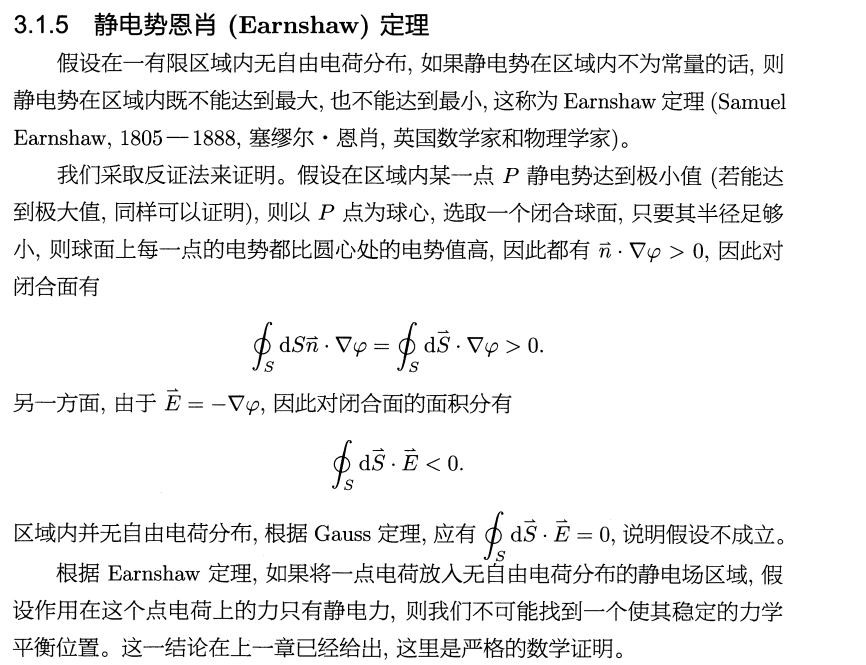 3.1.5 静电势恩肖 (Earnshaw) 定理
假设在一有限区域内无自由电荷分布, 如果静电势在区域内不为常量的话, 则
静电势在区域内既不能达到最大, 也不能达到最小, 这称为 Earnshaw 定理 (Samuel
Earnshaw, 1805—1888, 塞缪尔・恩肖, 英国数学家和物理学家)。
我们采取反证法来证明。假设在区域内某一点 P 静电势达到极小值 (若能达
到极大值, 同样可以证明), 则以 P 点为球心, 选取一个闭合球面, 只要其半径足够
小, 则球面上每一点的电势都比圆心处的电势值高, 因此都有 $\vec{n} \cdot \nabla\varphi > 0$, 因此对
闭合面有
$\oint_S \mathrm{d}S\vec{n} \cdot \nabla\varphi = \oint_S \mathrm{d}\vec{S} \cdot \nabla\varphi > 0.$
另一方面, 由于 $\vec{E} = -\nabla\varphi$, 因此对闭合面的面积分有
$\oint_S \mathrm{d}\vec{S} \cdot \vec{E} < 0.$
区域内并无自由电荷分布, 根据 Gauss 定理, 应有 $\oint_S \mathrm{d}\vec{S} \cdot \vec{E} = 0$, 说明假设不成立。
根据 Earnshaw 定理, 如果将一点电荷放入无自由电荷分布的静电场区域, 假
设作用在这个点电荷上的力只有静电力, 则我们不可能找到一个使其稳定的力学
平衡位置。这一结论在上一章已经给出, 这里是严格的数学证明。